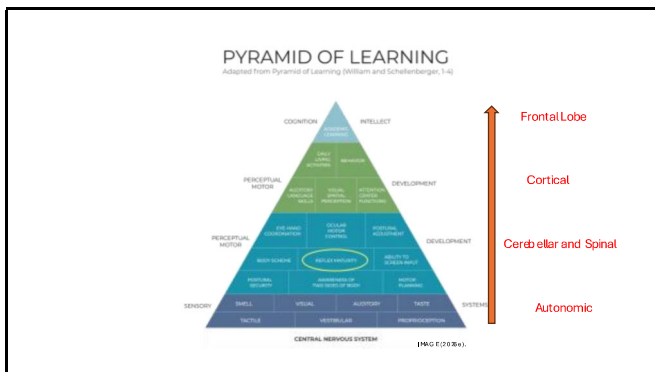 PYRAMID OF LEARNING
Adapted from Pyramid of Learning (William and Schellenberger, 1-4)
Frontal Lobe
COGNITION
INTELLECT
ACADEMIC
LEARNING
DAILY
LIVING
ACTIVITIES
BEHAVIOR
Cortical
PERCEPTUAL
MOTOR
DEVELOPMENT
AUDITORY
LANGUAGE
SKILLS
VISUAL
SPATIAL
PERCEPTION
ATTENTION
CENTER
FUNCTIONS
EYE HAND
COORDINATION
OCULAR
MOTOR
CONTROL
POSTURAL
ADJUSTMENT
PERCEPTUAL
MOTOR
DEVELOPMENT
Cerebellar and Spinal
BODY SCHEME
REFLEX MATURITY
ABILITY TO
SCREEN INPUT
POSTURAL
SECURITY
AWARENESS OF
TWO SIDES OF BODY
MOTOR
PLANNING
SENSORY
SMELL
VISUAL
AUDITORY
TASTE
SYSTEMS
Autonomic
TACTILE
VESTIBULAR
PROPRIOCEPTION
CENTRAL NERVOUS SYSTEM